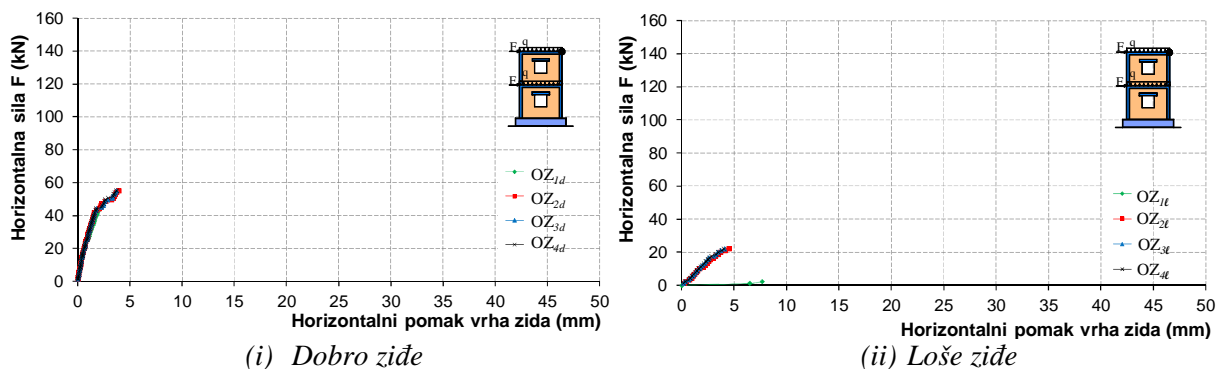 160
140
120
100
80
60
40
20
0
Horizontalna sila F (kN)
F q
F q
OZ1d
OZ2d
OZ3d
OZ4d
0 5 10 15 20 25 30 35 40 45 50
Horizontalni pomak vrha zida (mm)
(i) Dobro ziđe
160
140
120
100
80
60
40
20
0
Horizontalna sila F (kN)
F q
F q
OZ1ℓ
OZ2ℓ
OZ3ℓ
OZ4ℓ
0 5 10 15 20 25 30 35 40 45 50
Horizontalni pomak vrha zida (mm)
(ii) Loše ziđe